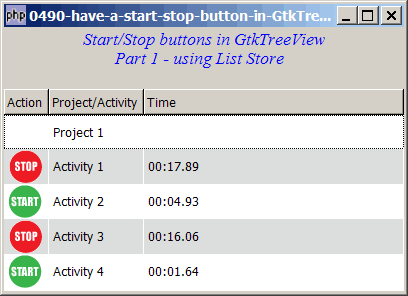 php 0490-have-a-start-stop-button-in-GtkTre...
Start/Stop buttons in GtkTreeView
Part 1 - using List Store
Action Project/Activity Time
Project 1
STOP Activity 1 00:17.89
START Activity 2 00:04.93
STOP Activity 3 00:16.06
START Activity 4 00:01.64